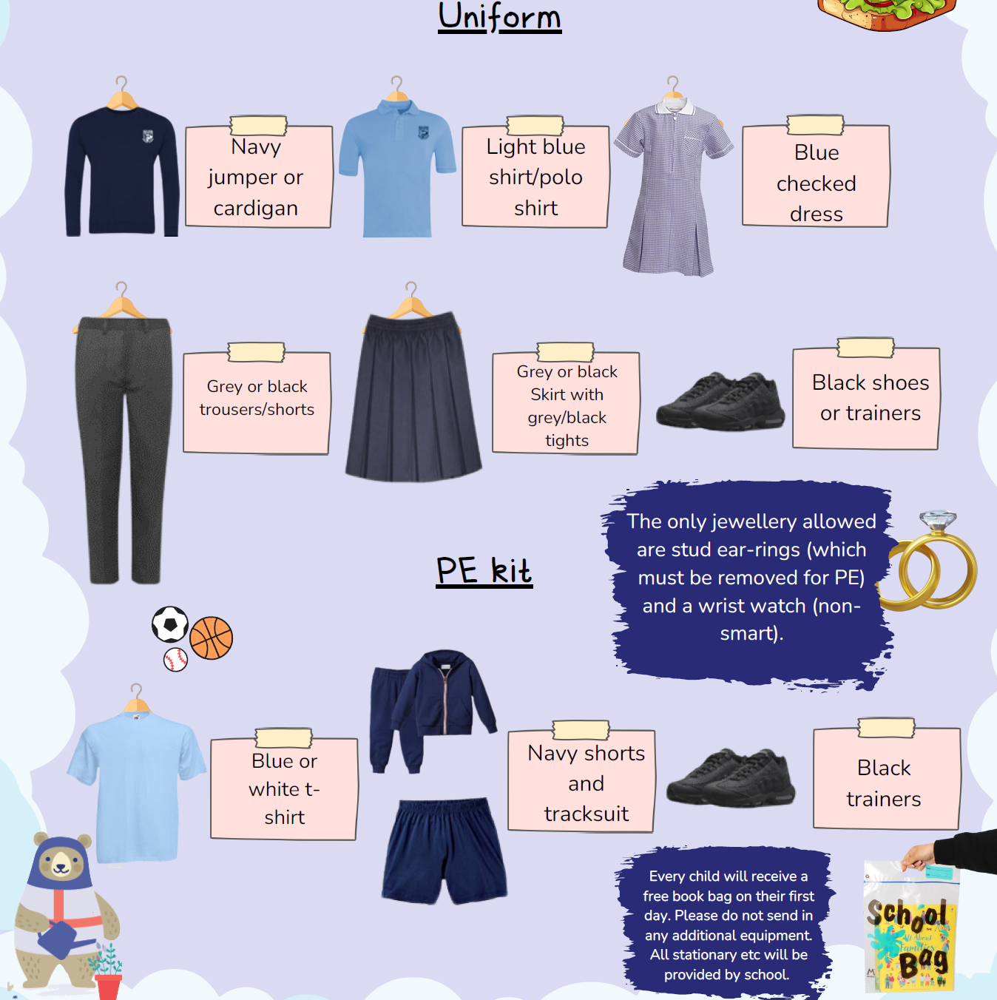 Uniform
Navy
jumper or
cardigan
Light blue
shirt/polo
shirt
Blue
checked
dress
Grey or black
trousers/shorts
Grey or black
Skirt with
grey/black
tights
Black shoes
or trainers
The only jewellery allowed
are stud ear-rings (which
must be removed for PE)
and a wrist watch (non-
smart).
PE kit
Blue or
white t-
shirt
Navy shorts
and
tracksuit
Black
trainers
Every child will receive a
free book bag on their first
day. Please do not send in
any additional equipment.
All stationary etc will be
provided by school.
School
All About
Families
Bag